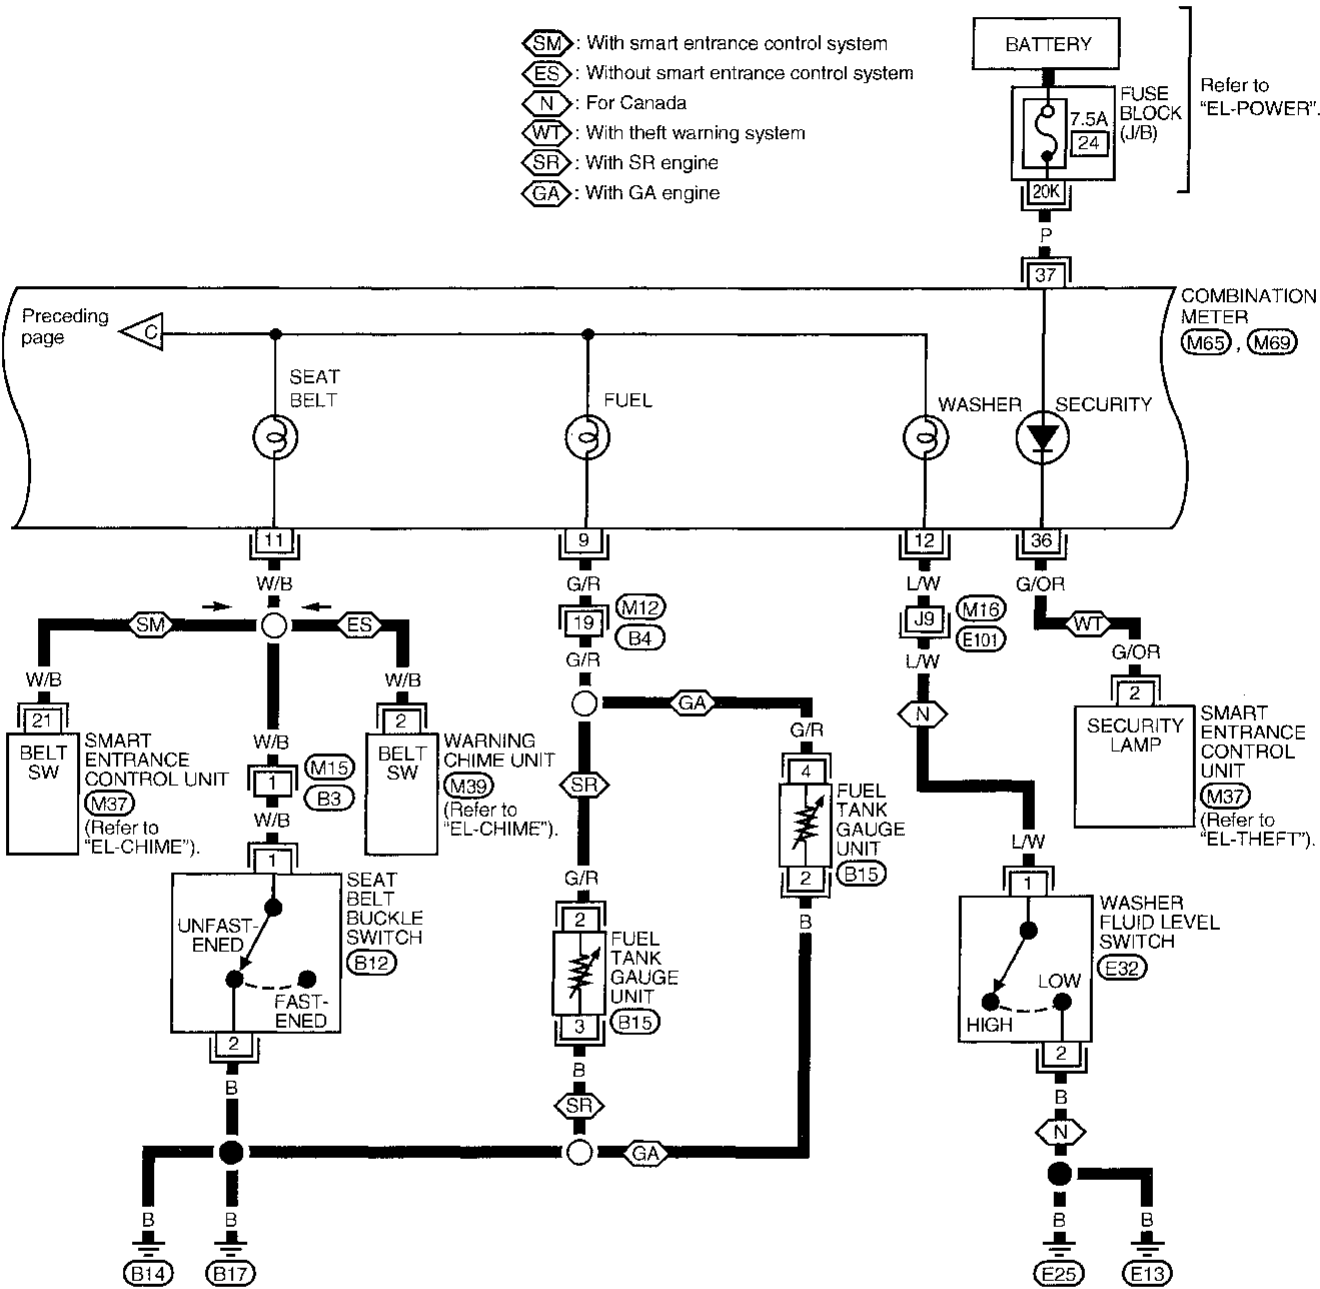 SM : With smart entrance control system
ES : Without smart entrance control system
N : For Canada
WT : With theft warning system
SR : With SR engine
GA : With GA engine
BATTERY
FUSE
BLOCK
(J/B)
7.5A
24
20K
Refer to
"EL-POWER".
P
37
COMBINATION
METER
M65 , M69
Preceding
page
C
SEAT
BELT
FUEL
WASHER
SECURITY
11
9
12
36
W/B
G/R
L/W
G/OR
SM
ES
19
M12
B4
J9
M16
E101
WT
W/B
W/B
G/R
L/W
G/OR
21
2
2
GA
N
BELT
SW
SMART
ENTRANCE
CONTROL UNIT
M37
(Refer to
"EL-CHIME").
W/B
1
M15
B3
W/B
BELT
SW
WARNING
CHIME UNIT
M39
(Refer to
"EL-CHIME").
SR
G/R
4
FUEL
TANK
GAUGE
UNIT
B15
2
B
SECURITY
LAMP
SMART
ENTRANCE
CONTROL
UNIT
M37
(Refer to
"EL-THEFT").
L/W
1
1
SEAT
BELT
BUCKLE
SWITCH
B12
UNFAST-
ENED
FAST-
ENED
2
B
G/R
2
FUEL
TANK
GAUGE
UNIT
B15
3
B
SR
GA
WASHER
FLUID LEVEL
SWITCH
E32
LOW
HIGH
2
B
N
B
B
B
B
B14
B17
E25
E13